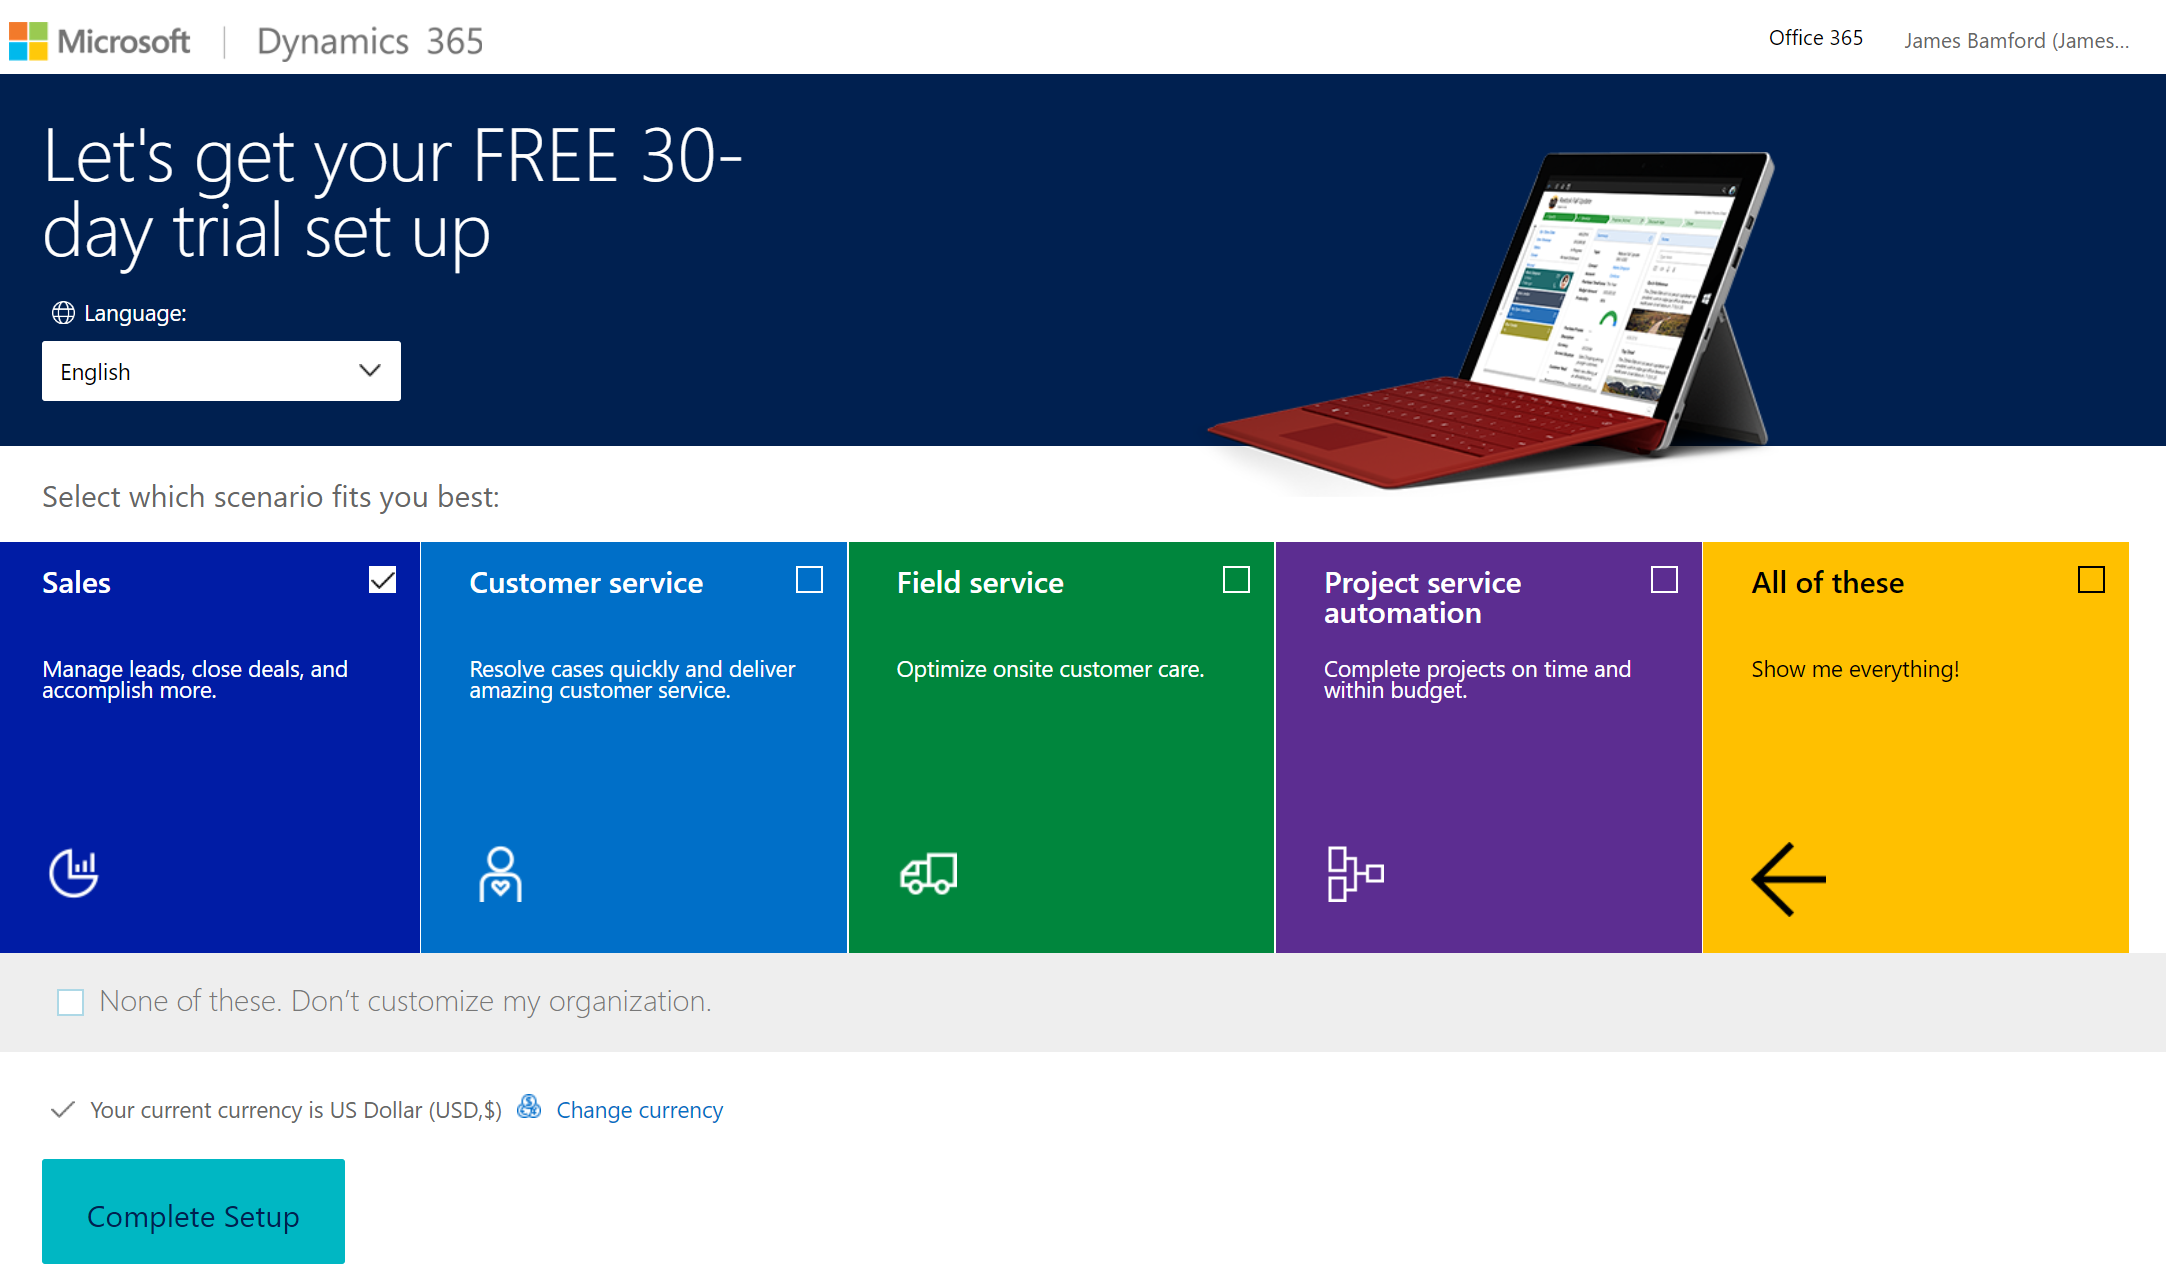 Microsoft | Dynamics 365
Office 365
James Bamford (James...
Let's get your FREE 30-
day trial set up
Language:
English
Select which scenario fits you best:
Sales
Manage leads, close deals, and
accomplish more.
Customer service
Resolve cases quickly and deliver
amazing customer service.
Field service
Optimize onsite customer care.
Project service
automation
Complete projects on time and
within budget.
All of these
Show me everything!
None of these. Don’t customize my organization.
Your current currency is US Dollar (USD,$)
Change currency
Complete Setup